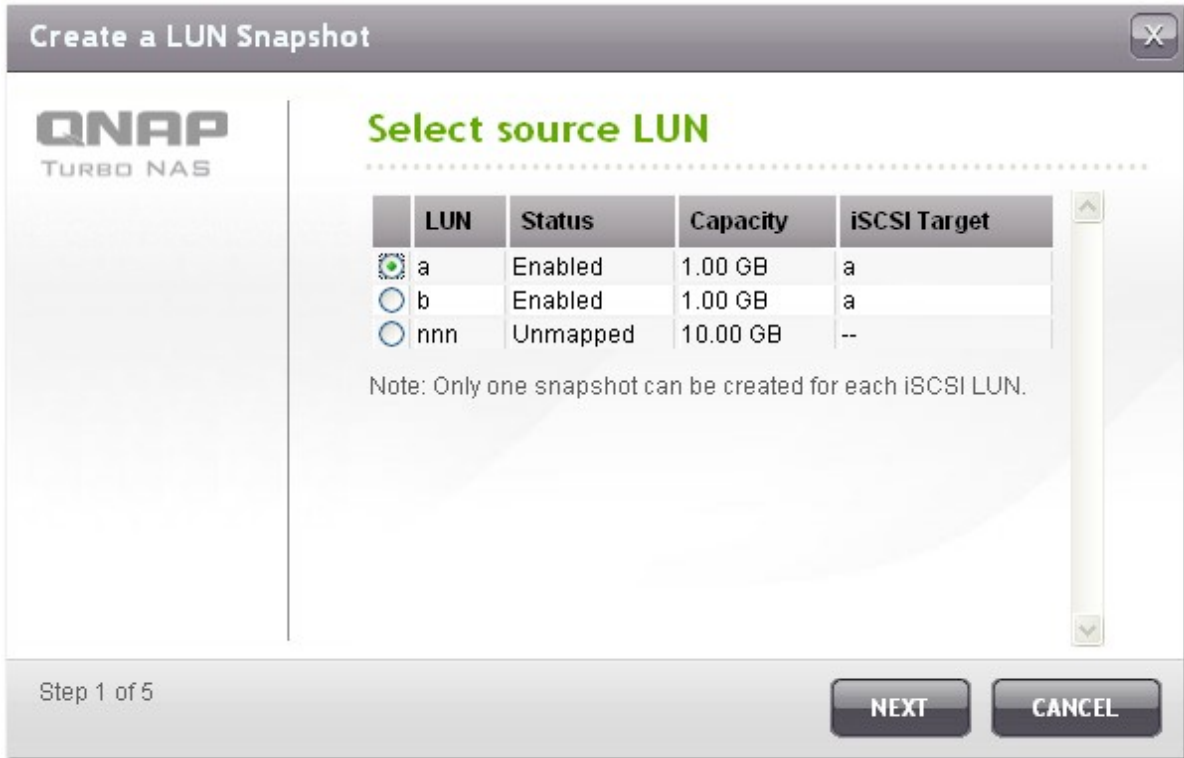 Create a LUN Snapshot X
QNAP
TURBO NAS
Select source LUN
LUN Status Capacity iSCSI Target
a Enabled 1.00 GB a
b Enabled 1.00 GB a
nnn Unmapped 10.00 GB --
Note: Only one snapshot can be created for each iSCSI LUN.
Step 1 of 5
NEXT CANCEL